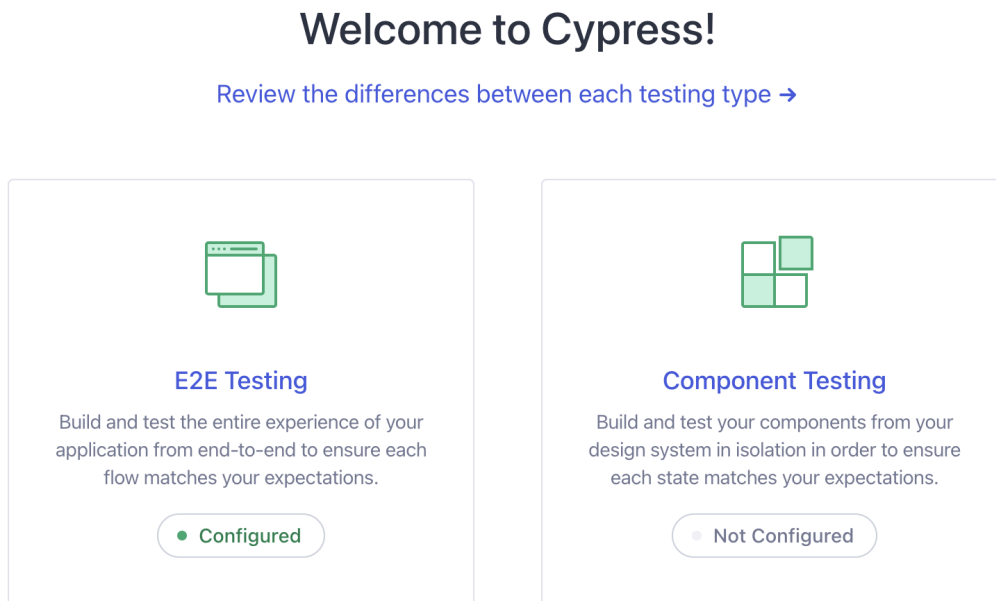 Welcome to Cypress!
Review the differences between each testing type →
E2E Testing
Build and test the entire experience of your
application from end-to-end to ensure each
flow matches your expectations.
Configured
Component Testing
Build and test your components from your
design system in isolation in order to ensure
each state matches your expectations.
Not Configured